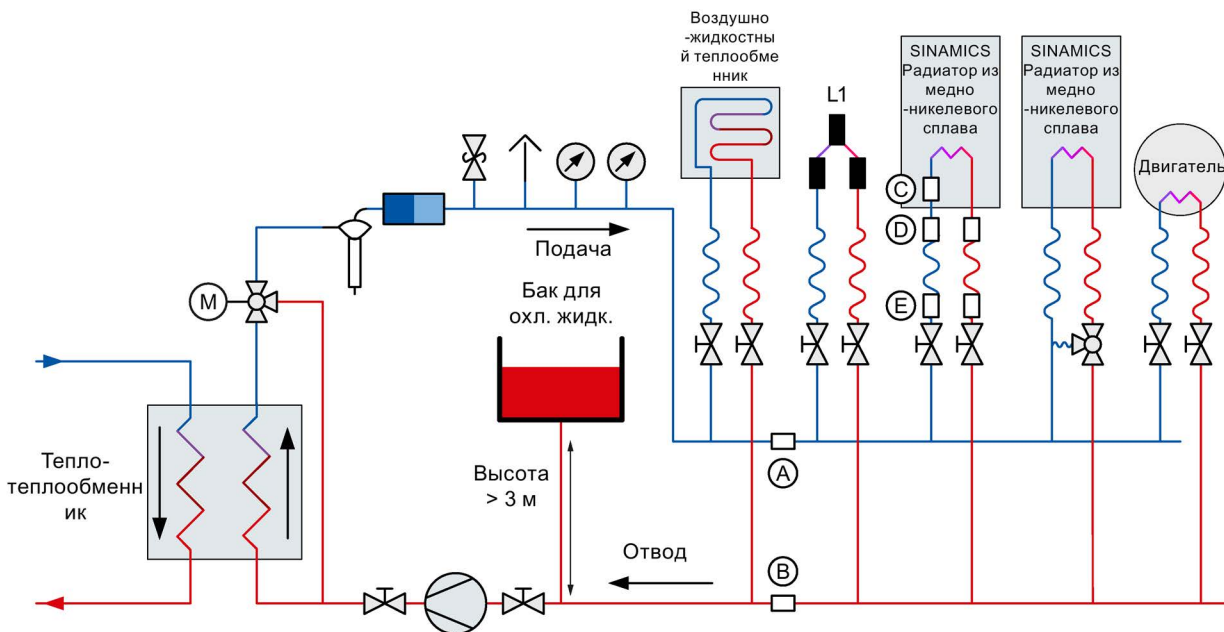 Воздушно
-жидкостны
й теплообме
нник
L1
SINAMICS
Радиатор из
медно
-никелевого
сплава
SINAMICS
Радиатор из
медно
-никелевого
сплава
Двигатель
C
D
E
Подача
M
Бак для
охл. жидк.
Тепло-
теплообменн
ик
Высота
> 3 м
A
Отвод
B